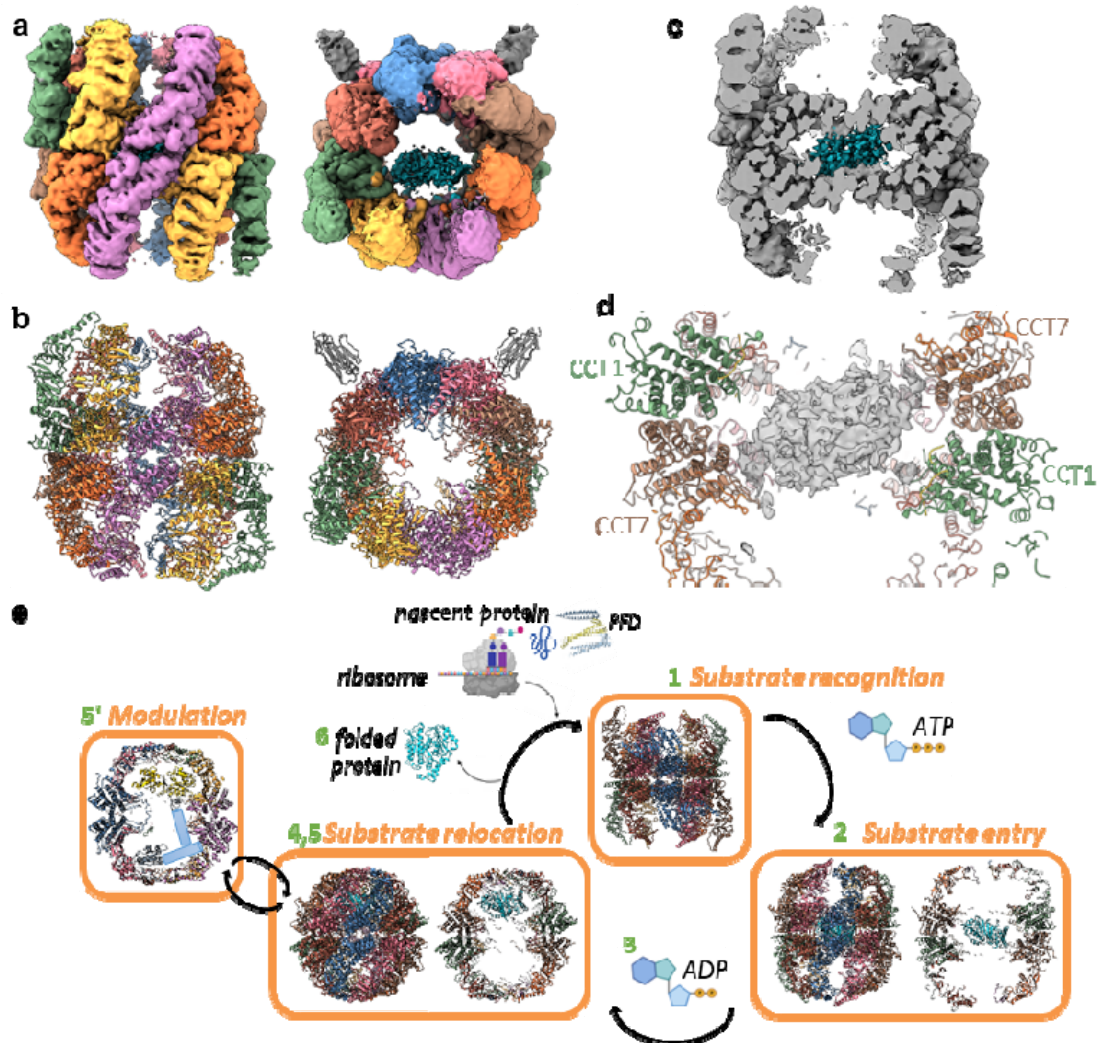 a
c
b
d
CCT7
CCT1
CCT1
CCT7
e
nascent protein
PFD
ribosome
1 Substrate recognition
5' Modulation
ATP
6 folded
protein
4,5 Substrate relocation
2 Substrate entry
3
ADP